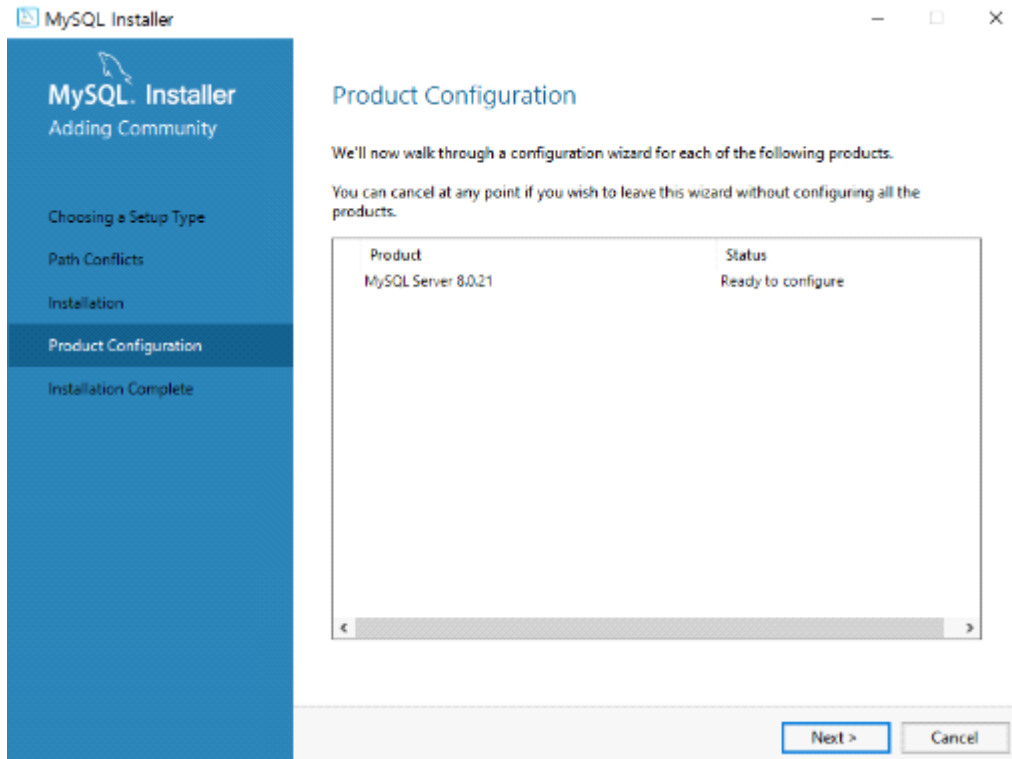 MySQL Installer
MySQL. Installer
Adding Community
Choosing a Setup Type
Path Conflicts
Installation
Product Configuration
Installation Complete
Product Configuration
We'll now walk through a configuration wizard for each of the following products.
You can cancel at any point if you wish to leave this wizard without configuring all the
products.
Product Status
MySQL Server 8.0.21 Ready to configure
Next > Cancel